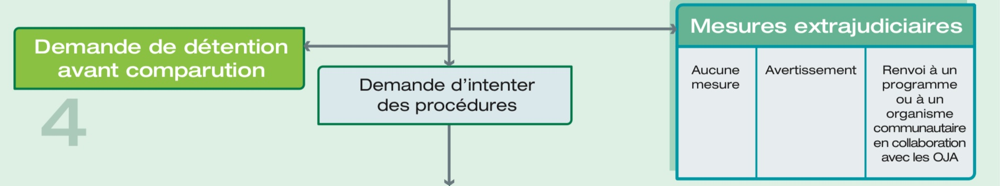 Demande de détention
avant comparution
4
Demande d’intenter
des procédures
Mesures extrajudiciaires
Aucune
mesure
Avertissement
Renvoi à un
programme
ou à un
organisme
communautaire
en collaboration
avec les OJA